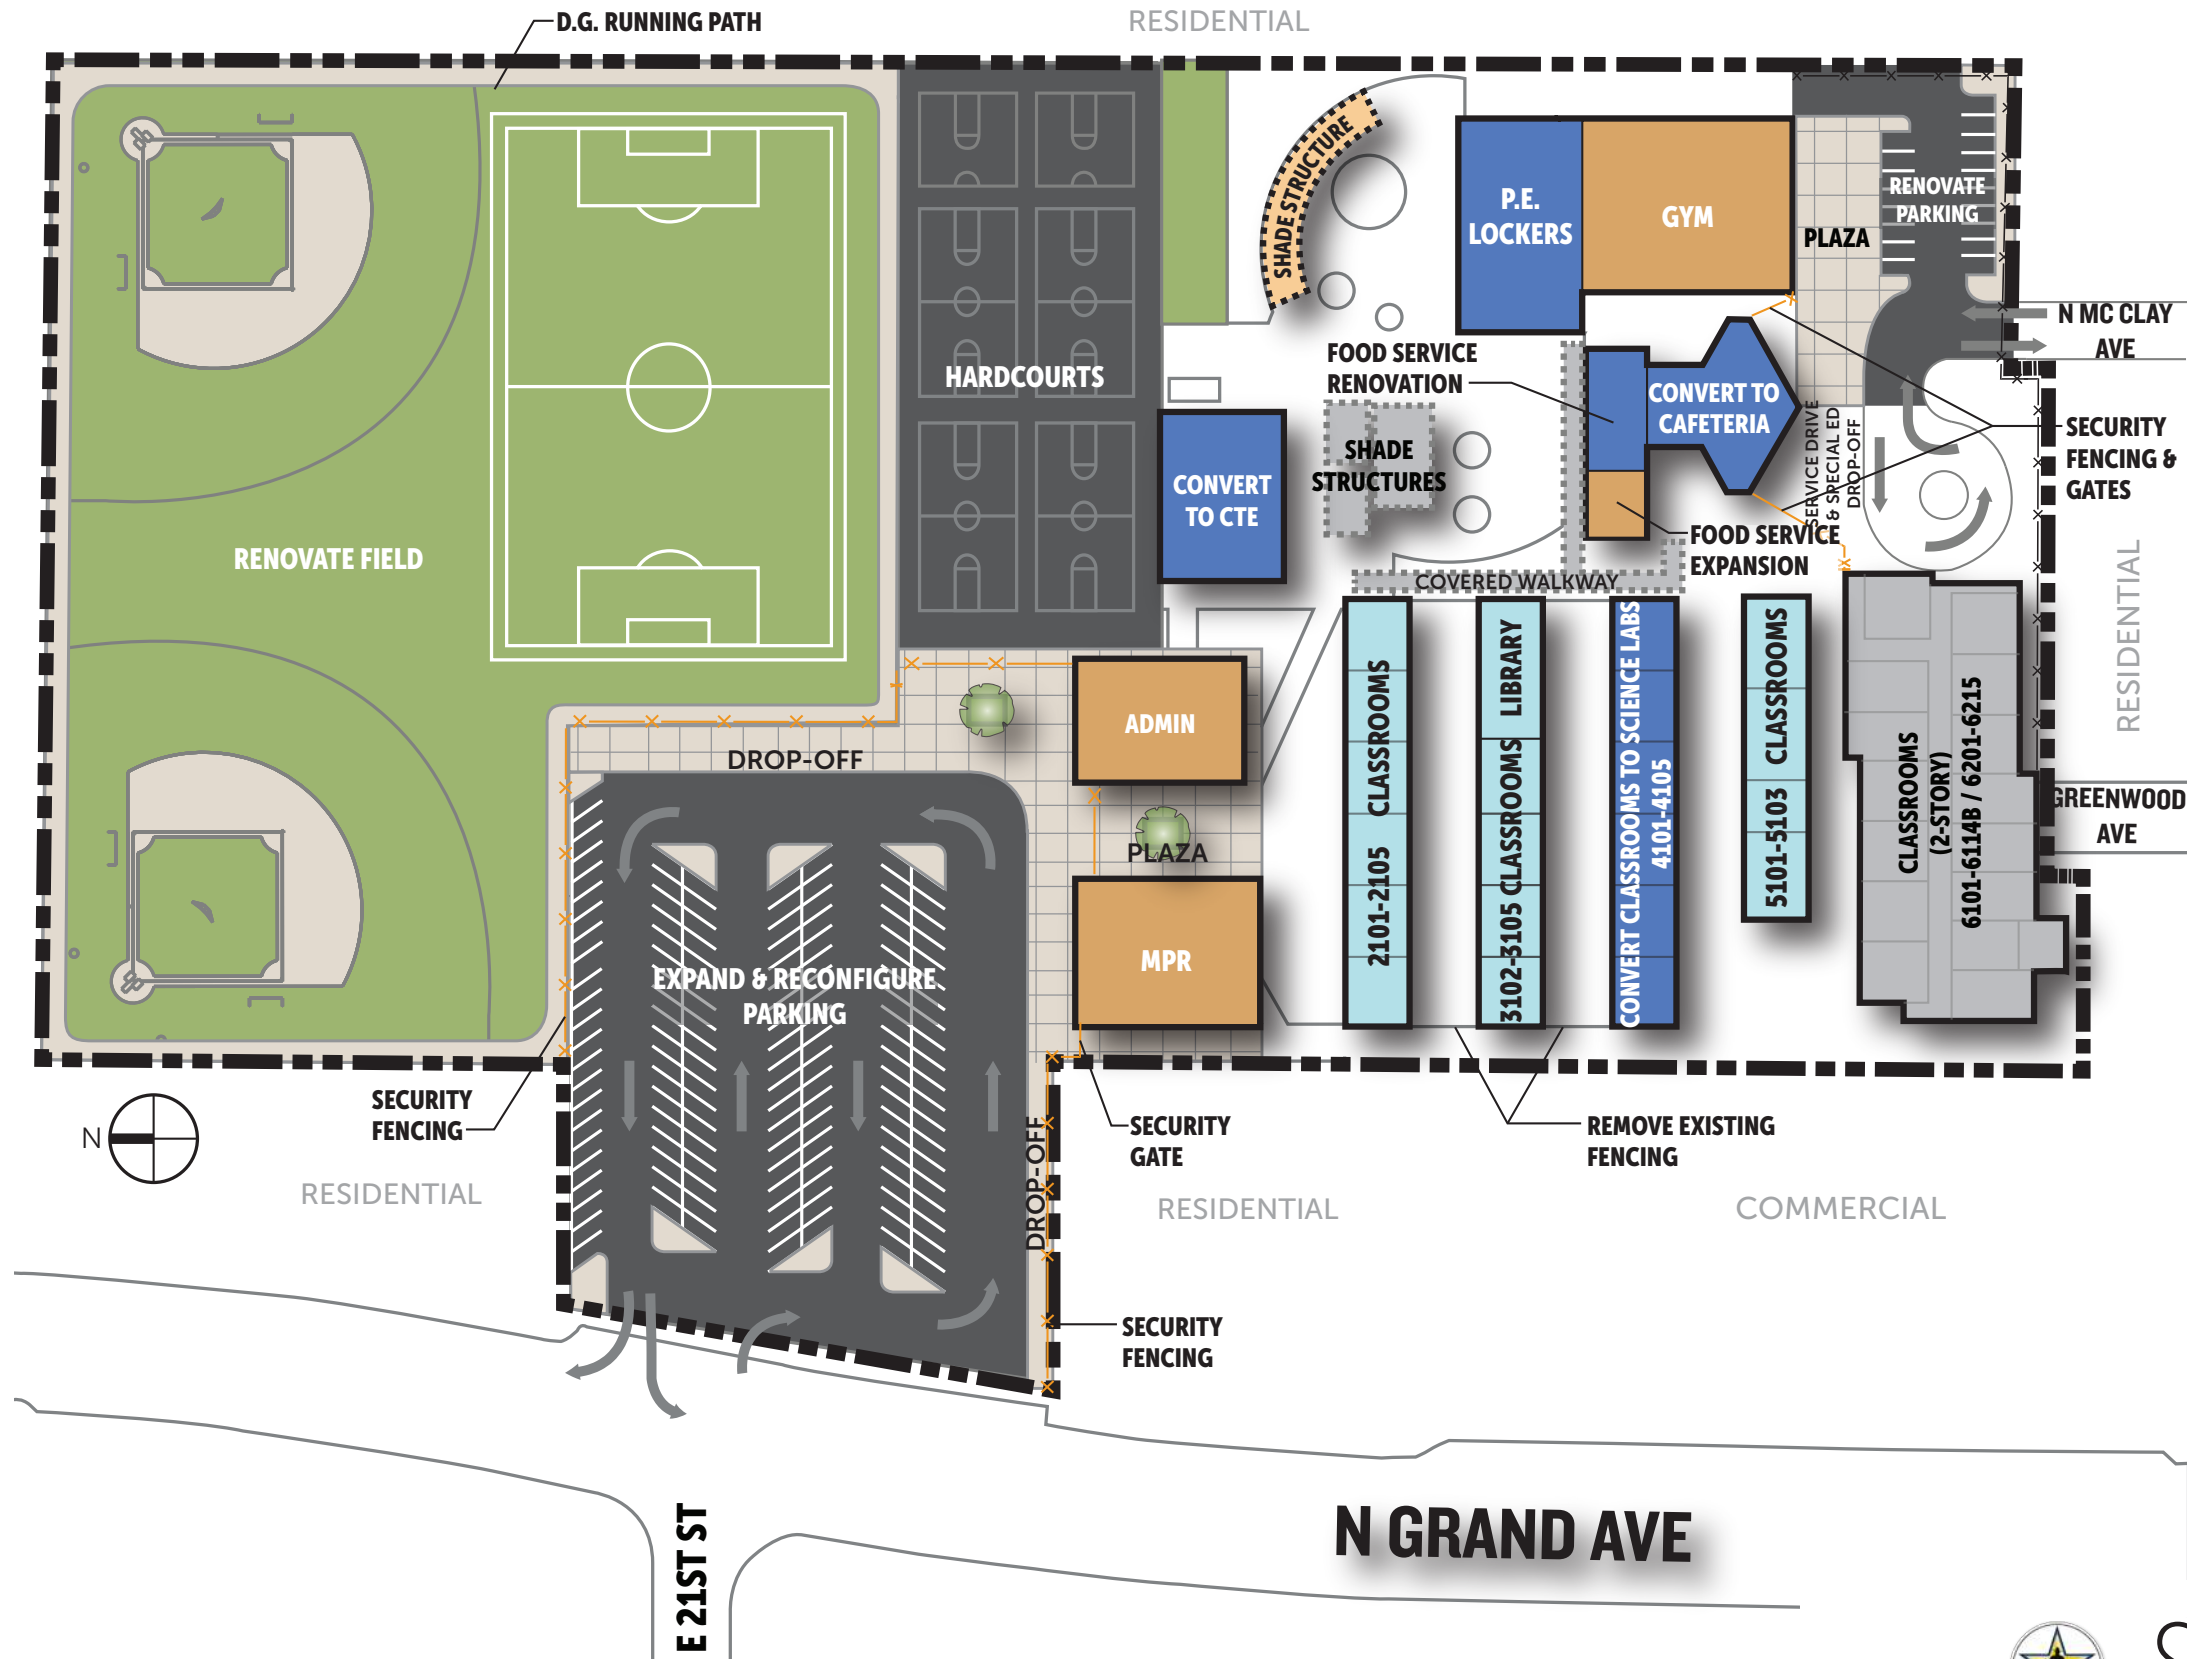 D.G. RUNNING PATH
RESIDENTIAL
SHADE STRUCTURE
P.E.
LOCKERS
GYM
PLAZA
RENOVATE
PARKING
N MC CLAY
AVE
HARDCOURTS
FOOD SERVICE
RENOVATION
CONVERT TO
CAFETERIA
SERVICE DRIVE
& SPECIAL ED
DROP-OFF
SECURITY
FENCING &
GATES
SHADE
STRUCTURES
CONVERT
TO CTE
RENOVATE FIELD
FOOD SERVICE
EXPANSION
COVERED WALKWAY
RESIDENTIAL
2101-2105 CLASSROOMS
3102-3105 CLASSROOMS LIBRARY
CONVERT CLASSROOMS TO SCIENCE LABS
4101-4105
5101-5103 CLASSROOMS
CLASSROOMS
(2-STORY)
6101-6114B / 6201-6215
ADMIN
DROP-OFF
PLAZA
GREENWOOD
AVE
MPR
EXPAND & RECONFIGURE
PARKING
SECURITY
FENCING
N
DROP-OFF
SECURITY
GATE
REMOVE EXISTING
FENCING
RESIDENTIAL
RESIDENTIAL
COMMERCIAL
SECURITY
FENCING
N GRAND AVE
E 21ST ST